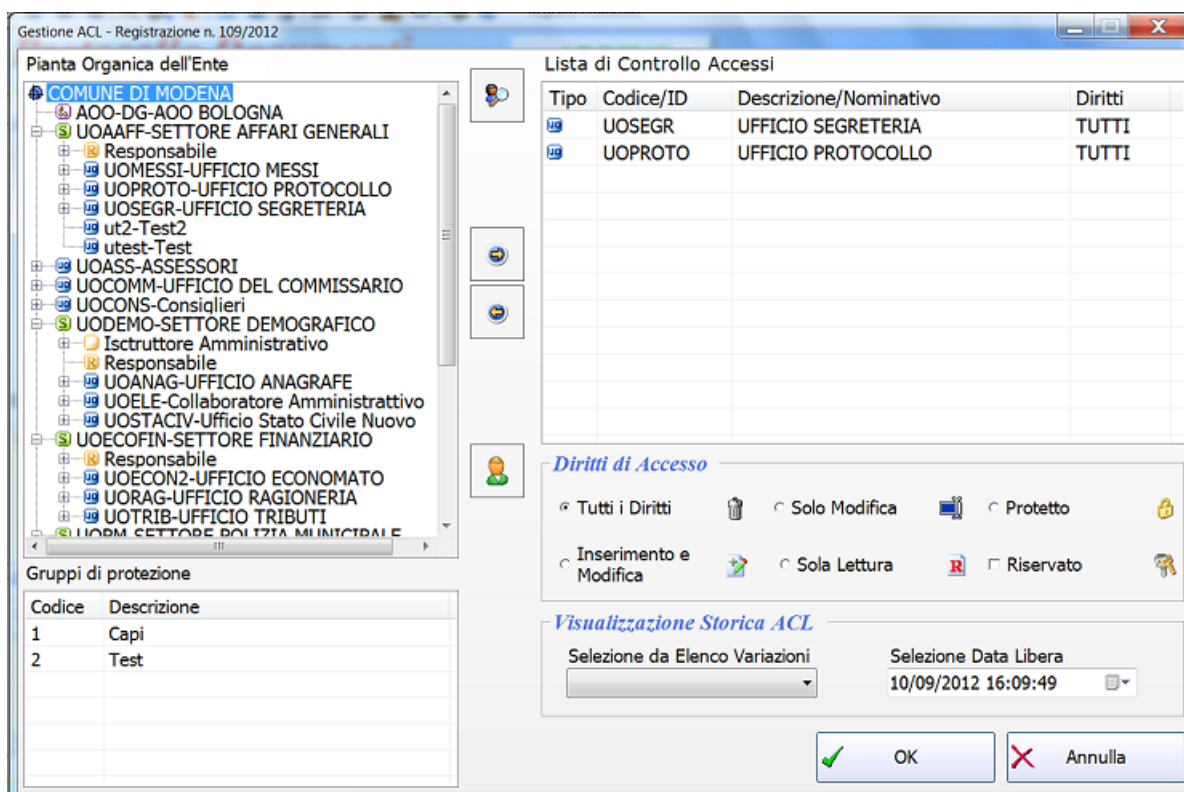 Gestione ACL - Registrazione n. 109/2012
Pianta Organica dell'Ente
COMUNE DI MODENA
AOO-DG-AOO BOLOGNA
UOAAFF-SETTORE AFFARI GENERALI
Responsabile
UOMESSI-UFFICIO MESSI
UOPROTO-UFFICIO PROTOCOLLO
UOSEGR-UFFICIO SEGRETERIA
ut2-Test2
utest-Test
UOASS-ASSESSORI
UOCOMM-UFFICIO DEL COMMISSARIO
UOCONS-Consiglieri
UODEMO-SETTORE DEMOGRAFICO
Isctruttore Amministrativo
Responsabile
UOANAG-UFFICIO ANAGRAFE
UOELE-Collaboratore Amministrattivo
UOSTACIV-Ufficio Stato Civile Nuovo
UOECOFIN-SETTORE FINANZIARIO
Responsabile
UOECON2-UFFICIO ECONOMATO
UORAG-UFFICIO RAGIONERIA
UOTRIB-UFFICIO TRIBUTI
UOPM-SETTORE POLIZIA MUNICIPALE
Gruppi di protezione
Codice Descrizione
1 Capi
2 Test
Lista di Controllo Accessi
Tipo Codice/ID Descrizione/Nominativo Diritti
UOSEGR UFFICIO SEGRETERIA TUTTI
UOPROTO UFFICIO PROTOCOLLO TUTTI
Diritti di Accesso
Tutti i Diritti Solo Modifica Protetto
Inserimento e
Modifica Sola Lettura Riservato
Visualizzazione Storica ACL
Selezione da Elenco Variazioni Selezione Data Libera
10/09/2012 16:09:49
OK Annulla